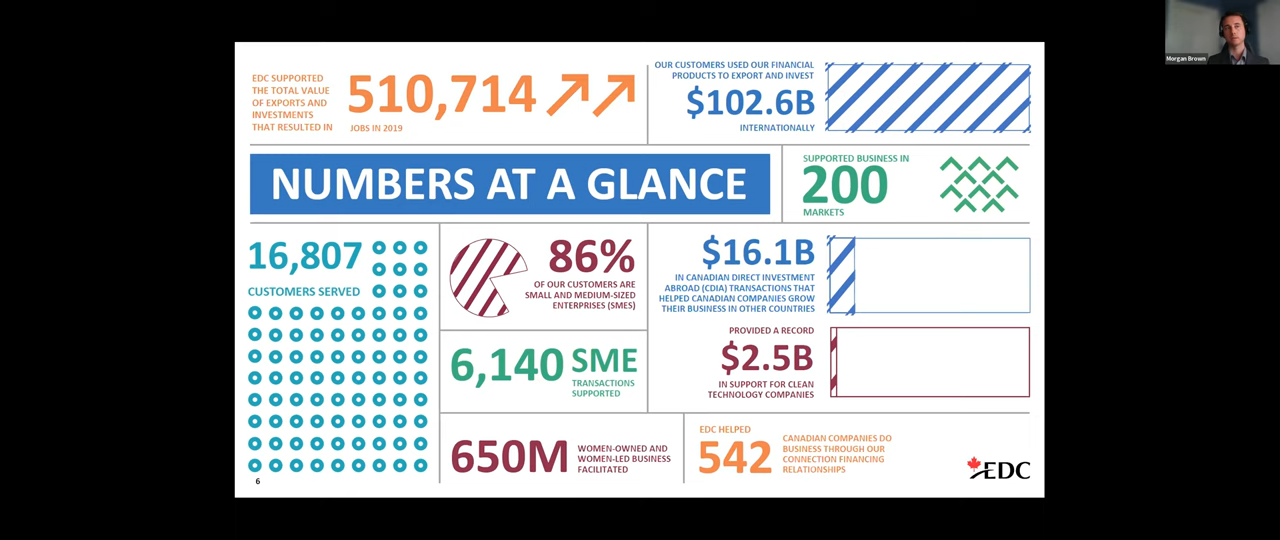 Morgan Brown
EDC SUPPORTED
THE TOTAL VALUE
OF EXPORTS AND
INVESTMENTS
THAT RESULTED IN
510,714
JOBS IN 2019
OUR CUSTOMERS USED OUR FINANCIAL
PRODUCTS TO EXPORT AND INVEST
$102.6B
INTERNATIONALLY
NUMBERS AT A GLANCE
SUPPORTED BUSINESS IN
200
MARKETS
16,807
CUSTOMERS SERVED
86%
OF OUR CUSTOMERS ARE
SMALL AND MEDIUM-SIZED
ENTERPRISES (SMES)
$16.1B
IN CANADIAN DIRECT INVESTMENT
ABROAD (CDIA) TRANSACTIONS THAT
HELPED CANADIAN COMPANIES GROW
THEIR BUSINESS IN OTHER COUNTRIES
6,140 SME
TRANSACTIONS
SUPPORTED
PROVIDED A RECORD
$2.5B
IN SUPPORT FOR CLEAN
TECHNOLOGY COMPANIES
650M
WOMEN-OWNED AND
WOMEN-LED BUSINESS
FACILITATED
EDC HELPED
542
CANADIAN COMPANIES DO
BUSINESS THROUGH OUR
CONNECTION FINANCING
RELATIONSHIPS
6
EDC